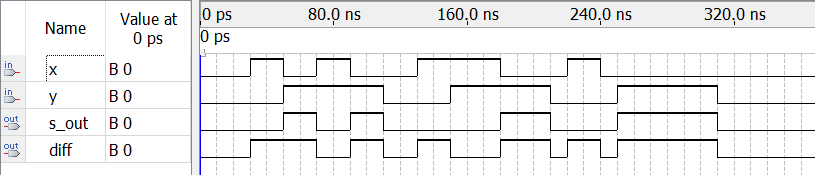 Name Value at 0 ps 0 ps 80.0 ns 160.0 ns 240.0 ns 320.0 ns
0 ps
in x B 0
in y B 0
out s_out B 0
out diff B 0